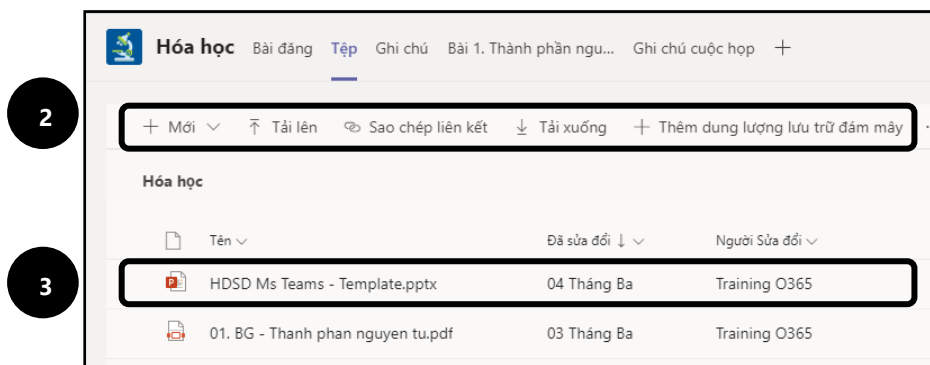 Hóa học Bài đăng Tệp Ghi chú Bài 1. Thành phần ngu... Ghi chú cuộc họp +
2
+ Mới Tải lên Sao chép liên kết Tải xuống + Thêm dung lượng lưu trữ đám mây
Hóa học
Tên Đã sửa đổi ↓ Người Sửa đổi
3
HDSD Ms Teams - Template.pptx 04 Tháng Ba Training O365
01. BG - Thanh phan nguyen tu.pdf 03 Tháng Ba Training O365